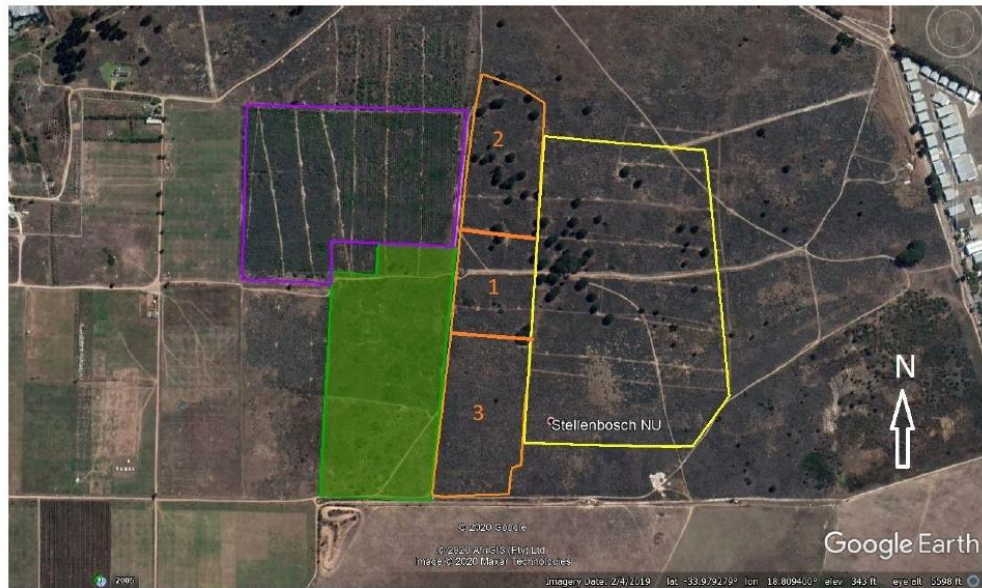 2
1
3
Stellenbosch NU
N
© 2020 Google
© 2020 AfriGIS (Pty) Ltd.
Image © 2020 Maxar Technologies
Google Earth
2005
Imagery Date: 2/4/2019 lat -33.979279° lon 18.809400° elev 343 ft eye alt 5598 ft